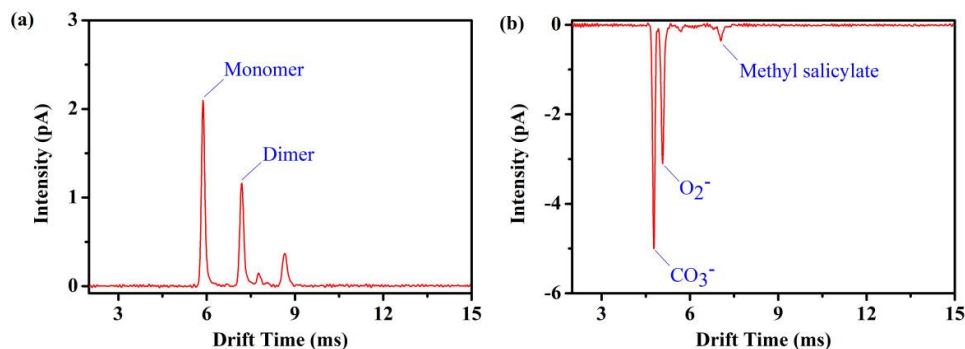 (a)
3
2
1
0
Intensity (pA)
Monomer
Dimer
3
6
9
12
15
Drift Time (ms)
(b)
0
-2
-4
-6
Intensity (pA)
Methyl salicylate
O₂⁻
CO₃⁻
3
6
9
12
15
Drift Time (ms)